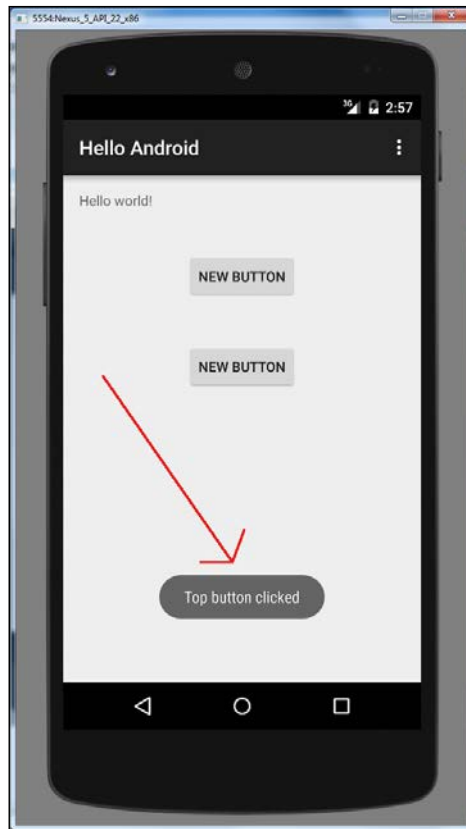 5554:Nexus_5_API_22_x86
3G 2:57
Hello Android
Hello world!
NEW BUTTON
NEW BUTTON
Top button clicked